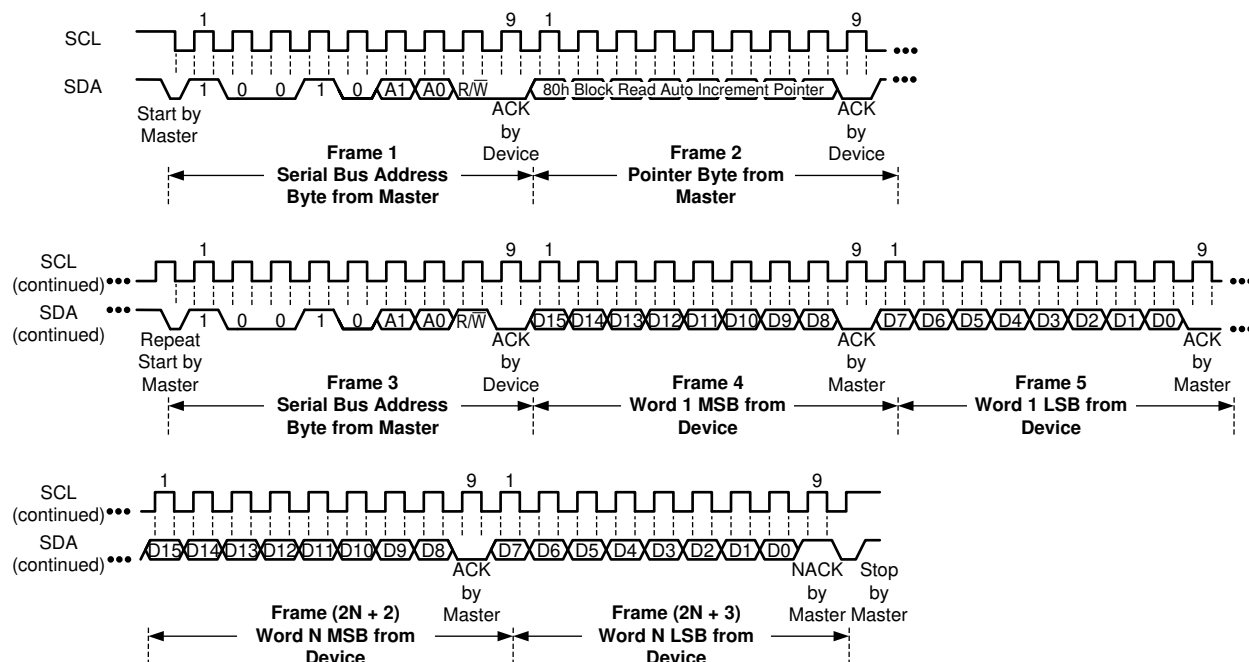 1 9 1 9
SCL
SDA
1 0 0 1 0 A1 A0 R/W 80h Block Read Auto Increment Pointer
Start by Master
ACK by Device
ACK by Device
Frame 1
Serial Bus Address
Byte from Master
Frame 2
Pointer Byte from
Master
1 9 1 9 1 9
SCL
(continued)
SDA
(continued)
1 0 0 1 0 A1 A0 R/W D15 D14 D13 D12 D11 D10 D9 D8 D7 D6 D5 D4 D3 D2 D1 D0
Repeat Start by Master
ACK by Device
ACK by Master
ACK by Master
Frame 3
Serial Bus Address
Byte from Master
Frame 4
Word 1 MSB from
Device
Frame 5
Word 1 LSB from
Device
1 9 1 9
SCL
(continued)
SDA
(continued)
D15 D14 D13 D12 D11 D10 D9 D8 D7 D6 D5 D4 D3 D2 D1 D0
ACK by Master
NACK by Master
Stop by Master
Frame (2N + 2)
Word N MSB from
Device
Frame (2N + 3)
Word N LSB from
Device